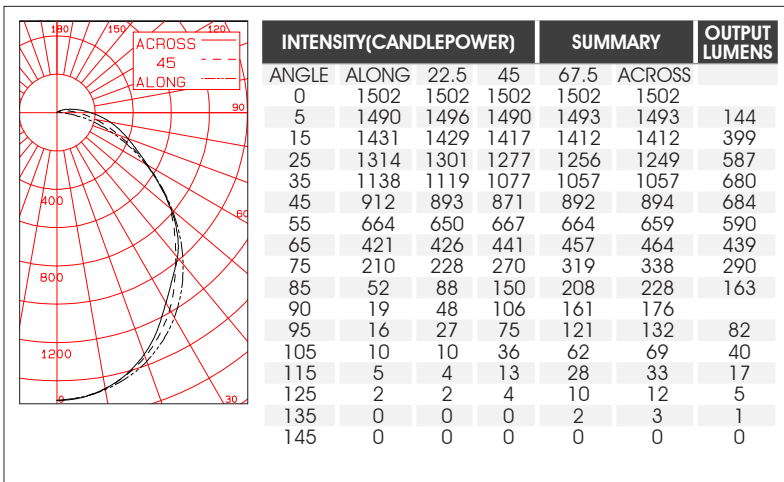 180
150
120
ACROSS
45
ALONG
90
400
60
800
1200
0
30
INTENSITY(CANDLEPOWER) SUMMARY OUTPUT LUMENS
ANGLE ALONG 22.5 45 67.5 ACROSS
0 1502 1502 1502 1502 1502
5 1490 1496 1490 1493 1493 144
15 1431 1429 1417 1412 1412 399
25 1314 1301 1277 1256 1249 587
35 1138 1119 1077 1057 1057 680
45 912 893 871 892 894 684
55 664 650 667 664 659 590
65 421 426 441 457 464 439
75 210 228 270 319 338 290
85 52 88 150 208 228 163
90 19 48 106 161 176
95 16 27 75 121 132 82
105 10 10 36 62 69 40
115 5 4 13 28 33 17
125 2 2 4 10 12 5
135 0 0 0 2 3 1
145 0 0 0 0 0 0